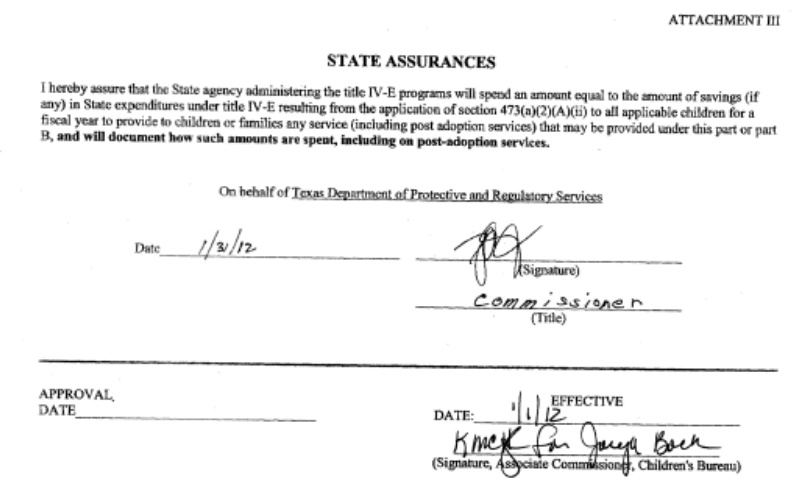 ATTACHMENT III
STATE ASSURANCES
I hereby assure that the State agency administering the title IV-E programs will spend an amount equal to the amount of savings (if
any) in State expenditures under title IV-E resulting from the application of section 473(a)(2)(A)(ii) to all applicable children for a
fiscal year to provide to children or families any service (including post adoption services) that may be provided under this part or part
B, and will document how such amounts are spent, including on post-adoption services.
On behalf of Texas Department of Protective and Regulatory Services
Date 1/31/12
(Signature)
Commissioner
(Title)
APPROVAL
DATE
EFFECTIVE
DATE: 1/1/12
for
(Signature, Associate Commissioner, Children's Bureau)